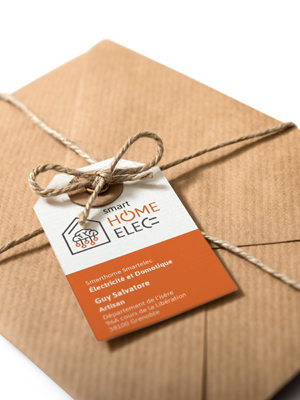 smart
HOME
ELEC
Smarthome Smartelec
Électricité et Domotique
Guy Salvatore
Artisan
Département de l'Isère
96A cours de la Libération
38100 Grenoble